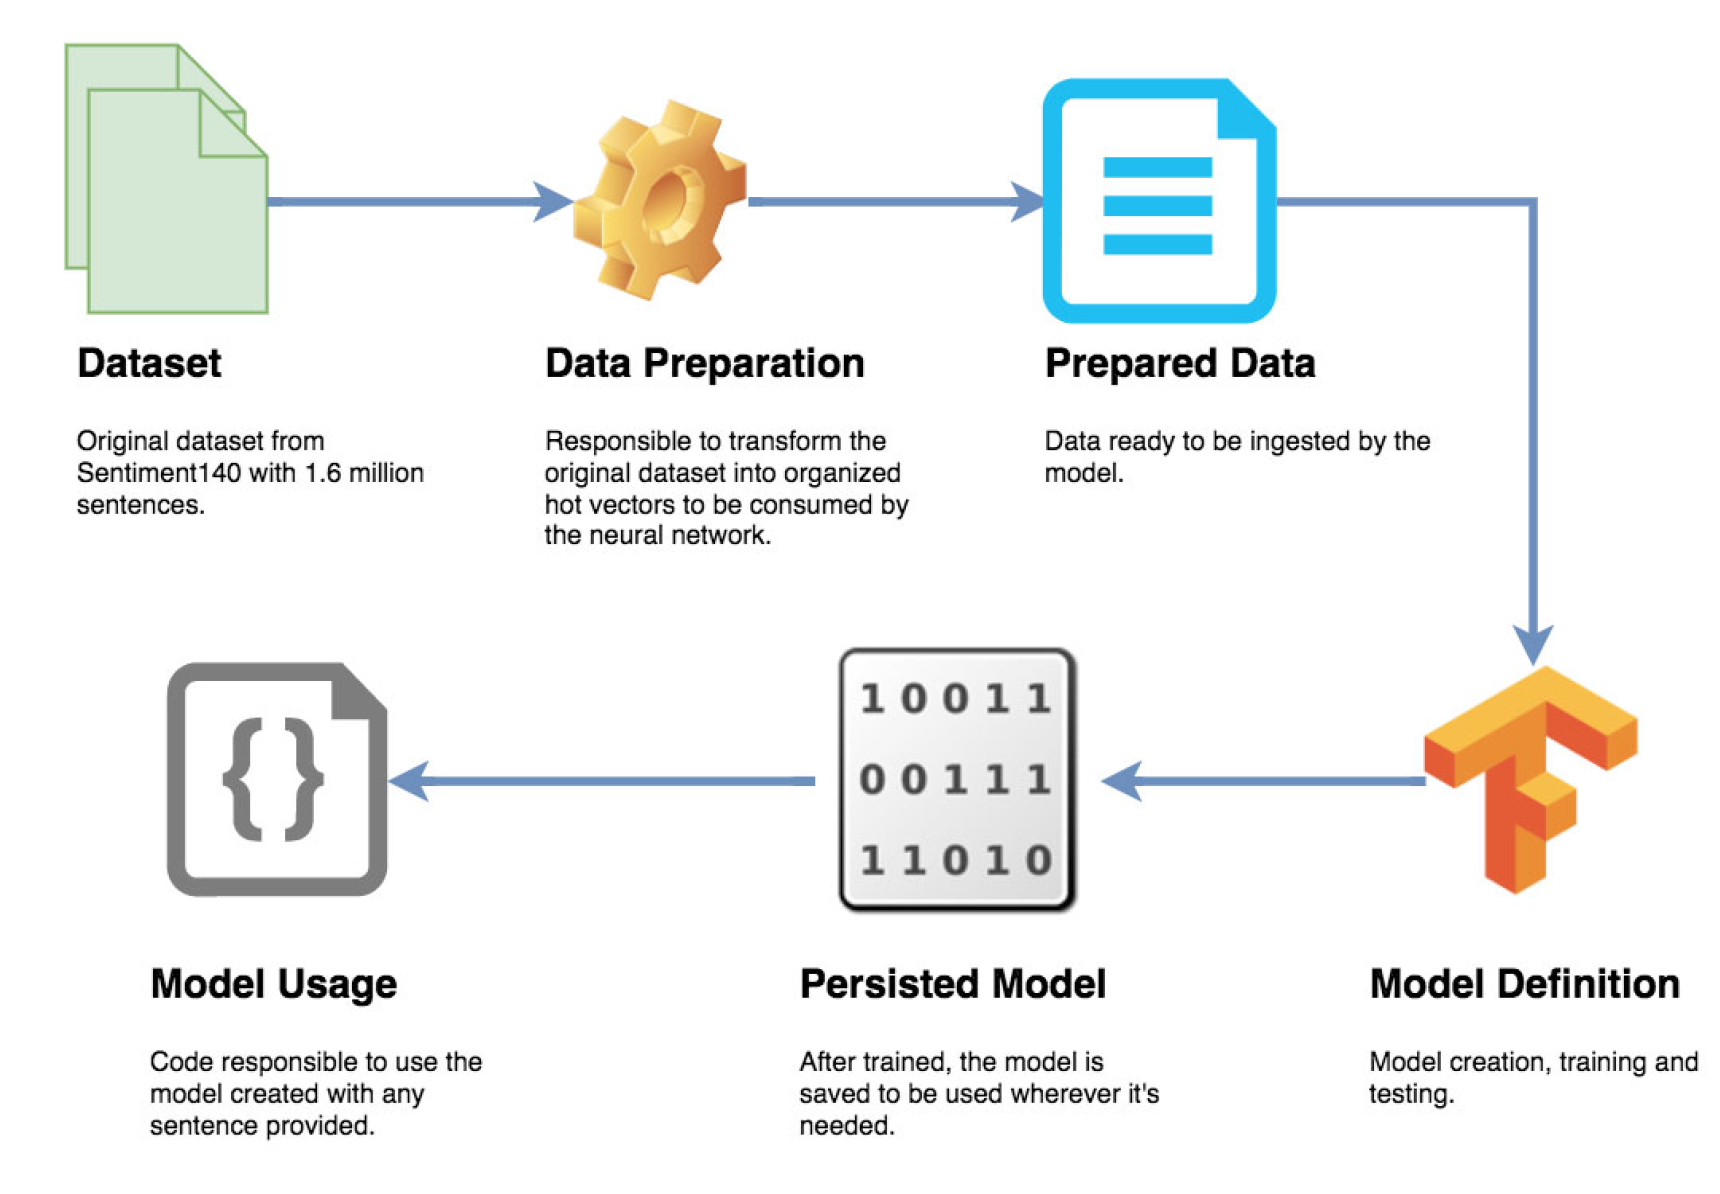 Dataset
Original dataset from
Sentiment140 with 1.6 million
sentences.
Data Preparation
Responsible to transform the
original dataset into organized
hot vectors to be consumed by
the neural network.
Prepared Data
Data ready to be ingested by the
model.
{}
Model Usage
Code responsible to use the
model created with any
sentence provided.
1 0 0 1 1
0 0 1 1 1
1 1 0 1 0
Persisted Model
After trained, the model is
saved to be used wherever it's
needed.
Model Definition
Model creation, training and
testing.